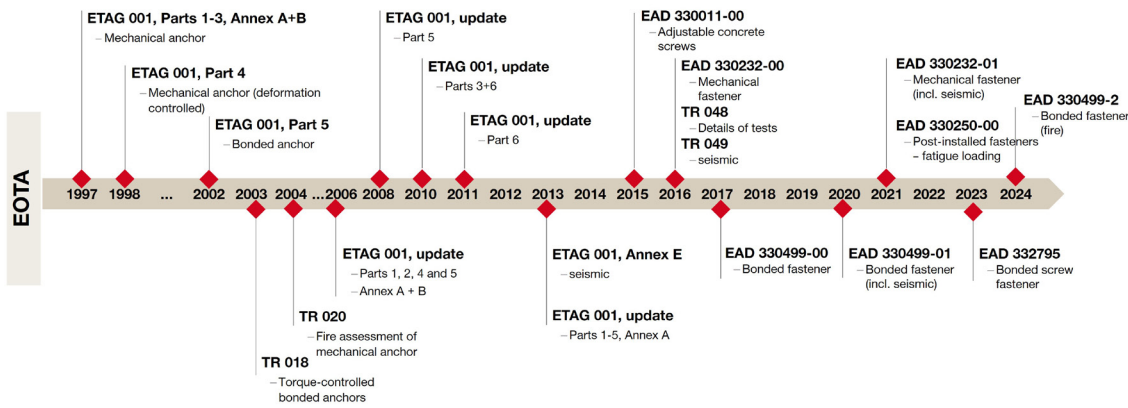 ETAG 001, Parts 1-3, Annex A+B
– Mechanical anchor
ETAG 001, Part 4
– Mechanical anchor (deformation
controlled)
ETAG 001, Part 5
– Bonded anchor
ETAG 001, update
– Part 5
ETAG 001, update
– Parts 3+6
ETAG 001, update
– Part 6
EAD 330011-00
– Adjustable concrete
screws
EAD 330232-00
– Mechanical
fastener
TR 048
– Details of tests
TR 049
– seismic
EAD 330232-01
– Mechanical fastener
(incl. seismic)
EAD 330250-00
– Post-installed fasteners
– fatigue loading
EAD 330499-2
– Bonded fastener
(fire)
EOTA
1997 1998 ... 2002 2003 2004 ...2006 2008 2010 2011 2012 2013 2014 2015 2016 2017 2018 2019 2020 2021 2022 2023 2024
TR 018
– Torque-controlled
bonded anchors
TR 020
– Fire assessment of
mechanical anchor
ETAG 001, update
– Parts 1, 2, 4 and 5
– Annex A + B
ETAG 001, Annex E
– seismic
ETAG 001, update
– Parts 1-5, Annex A
EAD 330499-00
– Bonded fastener
EAD 330499-01
– Bonded fastener
(incl. seismic)
EAD 332795
– Bonded screw
fastener